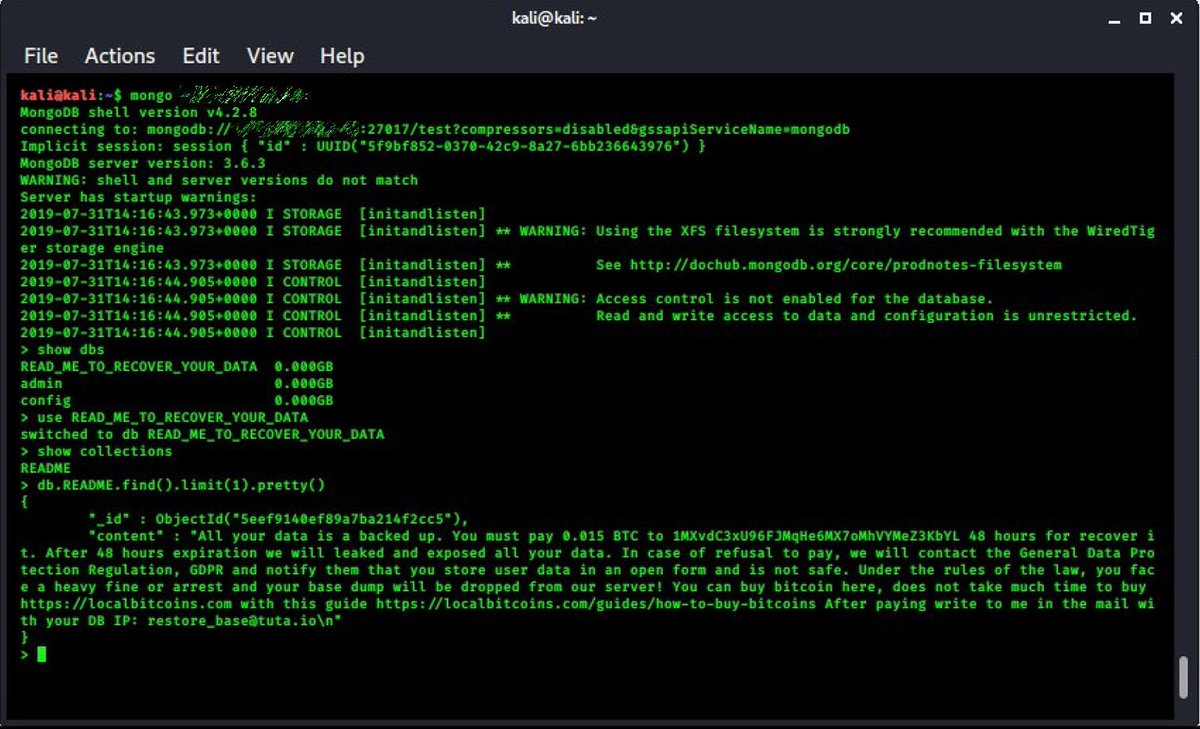 kali@kali: ~
File Actions Edit View Help
kali@kali:~$ mongo
MongoDB shell version v4.2.8
connecting to: mongodb:// :27017/test?compressors=disabled&gssapiServiceName=mongodb
Implicit session: session { "id" : UUID("5f9bf852-0370-42c9-8a27-6bb236643976") }
MongoDB server version: 3.6.3
WARNING: shell and server versions do not match
Server has startup warnings:
2019-07-31T14:16:43.973+0000 I STORAGE  [initandlisten]
2019-07-31T14:16:43.973+0000 I STORAGE  [initandlisten] ** WARNING: Using the XFS filesystem is strongly recommended with the WiredTig
er storage engine
2019-07-31T14:16:43.973+0000 I STORAGE  [initandlisten] **          See http://dochub.mongodb.org/core/prodnotes-filesystem
2019-07-31T14:16:44.905+0000 I CONTROL  [initandlisten]
2019-07-31T14:16:44.905+0000 I CONTROL  [initandlisten] ** WARNING: Access control is not enabled for the database.
2019-07-31T14:16:44.905+0000 I CONTROL  [initandlisten] **          Read and write access to data and configuration is unrestricted.
2019-07-31T14:16:44.905+0000 I CONTROL  [initandlisten]
> show dbs
READ_ME_TO_RECOVER_YOUR_DATA  0.000GB
admin                         0.000GB
config                        0.000GB
> use READ_ME_TO_RECOVER_YOUR_DATA
switched to db READ_ME_TO_RECOVER_YOUR_DATA
> show collections
README
> db.README.find().limit(1).pretty()
{
"_id" : ObjectId("5eef9140ef89a7ba214f2cc5"),
"content" : "All your data is a backed up. You must pay 0.015 BTC to 1MXvdC3xU96FJMqHe6MX7oMhVYMeZ3KbYL 48 hours for recover i
t. After 48 hours expiration we will leaked and exposed all your data. In case of refusal to pay, we will contact the General Data Pro
tection Regulation, GDPR and notify them that you store user data in an open form and is not safe. Under the rules of the law, you fac
e a heavy fine or arrest and your base dump will be dropped from our server! You can buy bitcoin here, does not take much time to buy
https://localbitcoins.com with this guide https://localbitcoins.com/guides/how-to-buy-bitcoins After paying write to me in the mail wi
th your DB IP: restore_base@tuta.io\n"
}
>